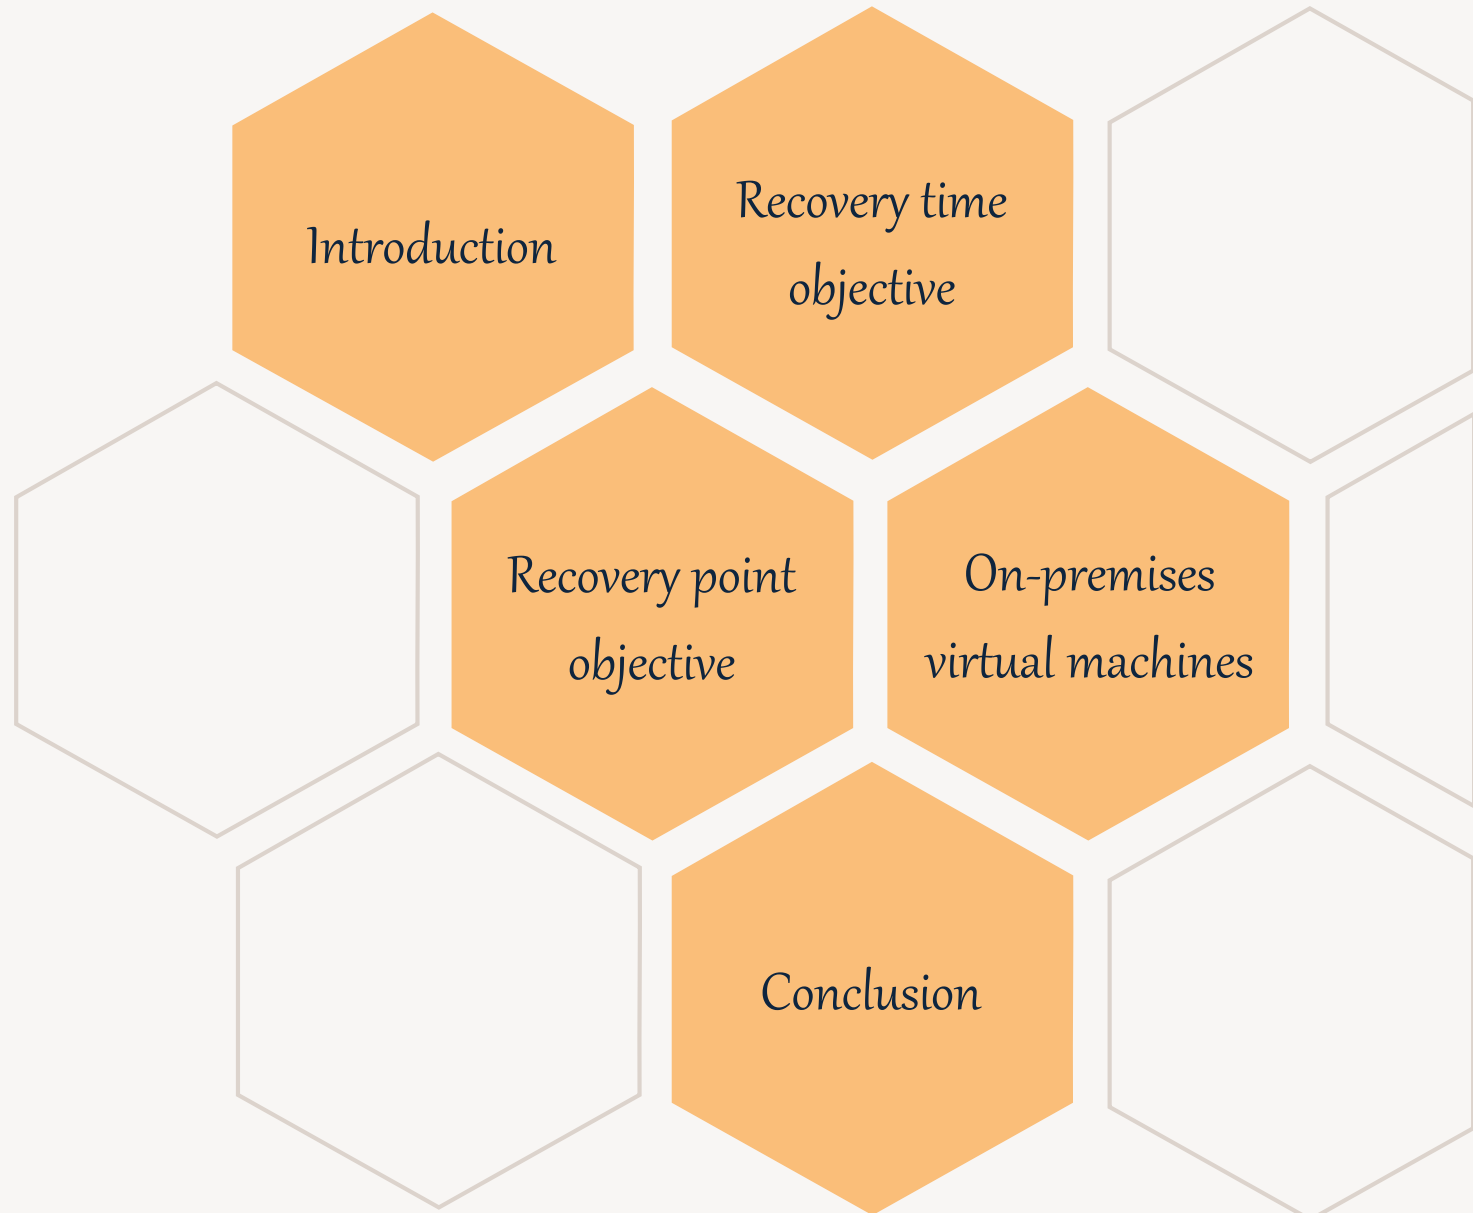 Introduction
Recovery time
objective
Recovery point
objective
On-premises
virtual machines
Conclusion